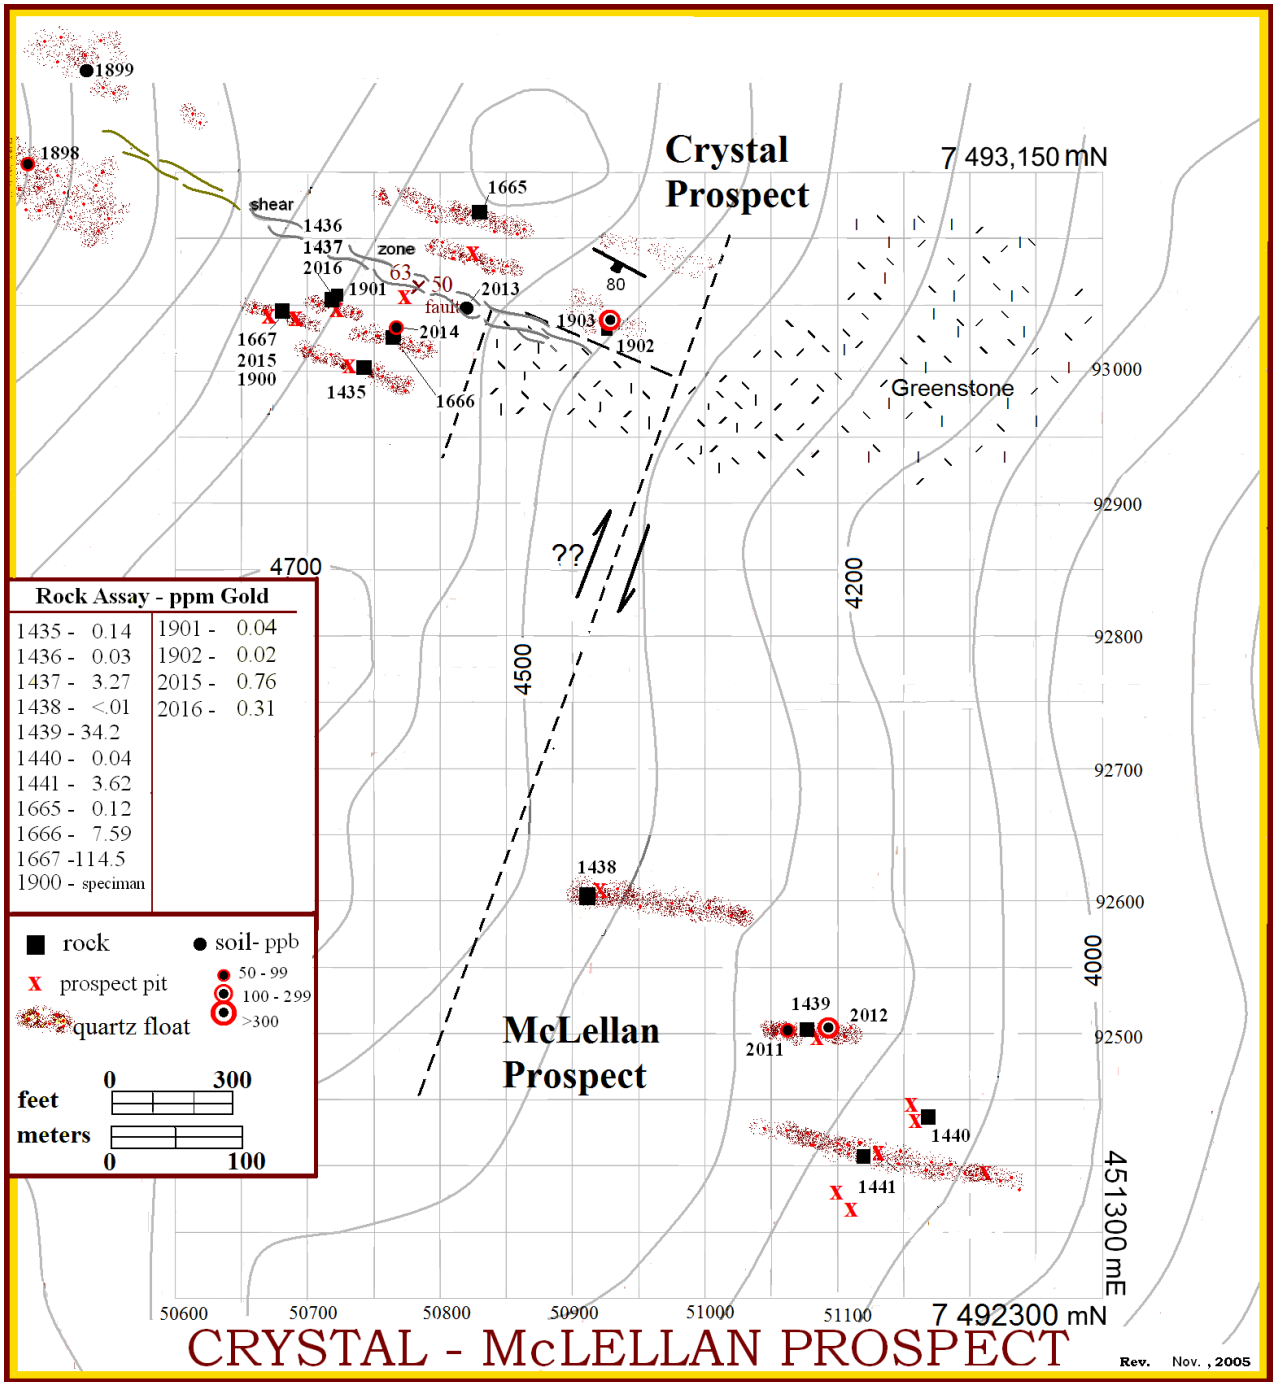 1899
1898
Crystal
Prospect
7 493,150 mN
1665
shear
1436
1437
zone
2016
63
50
1901
2013
80
fault
1903
2014
1902
1667
2015
1900
1435
1666
93000
Greenstone
92900
??
4700
4200
4500
92800
92700
92600
92500
4000
Rock Assay - ppm Gold
1435 - 0.14
1436 - 0.03
1437 - 3.27
1438 - <.01
1439 - 34.2
1440 - 0.04
1441 - 3.62
1665 - 0.12
1666 - 7.59
1667 -114.5
1900 - speciman
1901 - 0.04
1902 - 0.02
2015 - 0.76
2016 - 0.31
1438
rock
soil- ppb
x prospect pit
50 - 99
100 - 299
>300
quartz float
0 300
feet
meters
0 100
McLellan
Prospect
1439
2012
2011
1440
1441
451300 mE
50600 50700 50800 50900 51000 51100
7 492300 mN
CRYSTAL - McLELLAN PROSPECT
Rev. Nov. , 2005